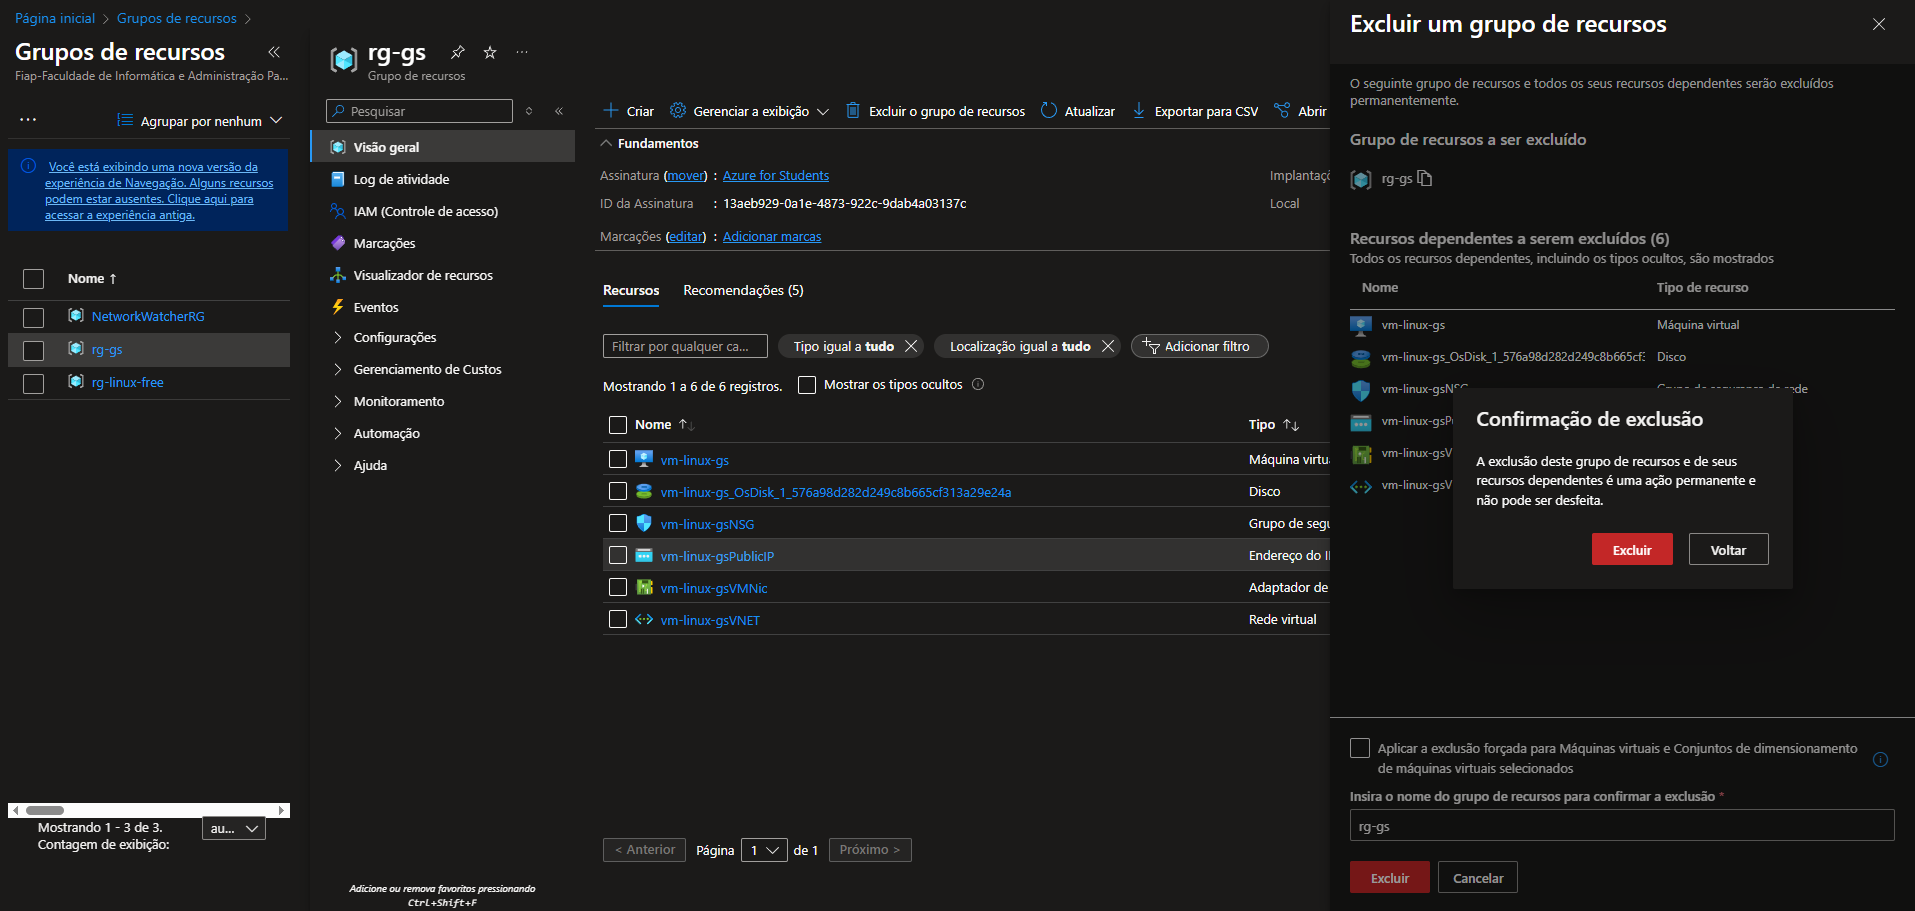 Página inicial > Grupos de recursos >
Grupos de recursos
Fiap-Faculdade de Informática e Administração Pa...
Agrupar por nenhum
Você está exibindo uma nova versão da
experiência de Navegação. Alguns recursos
podem estar ausentes. Clique aqui para
acessar a experiência antiga.
Nome ↑
NetworkWatcherRG
rg-gs
rg-linux-free
Mostrando 1 - 3 de 3.
Contagem de exibição:
au...
rg-gs
Grupo de recursos
Pesquisar
Visão geral
Log de atividade
IAM (Controle de acesso)
Marcações
Visualizador de recursos
Eventos
Configurações
Gerenciamento de Custos
Monitoramento
Automação
Ajuda
Adicione ou remova favoritos pressionando
Ctrl+Shift+F
Criar
Gerenciar a exibição
Excluir o grupo de recursos
Atualizar
Exportar para CSV
Abrir
Fundamentos
Assinatura (mover) : Azure for Students
ID da Assinatura : 13aeb929-0a1e-4873-922c-9dab4a03137c
Marcações (editar) : Adicionar marcas
Implantaçõ
Local
Recursos
Recomendações (5)
Filtrar por qualquer ca...
Tipo igual a tudo
Localização igual a tudo
Adicionar filtro
Mostrando 1 a 6 de 6 registros.
Mostrar os tipos ocultos
Nome ↑↓ Tipo ↑↓
vm-linux-gs Máquina virtu
vm-linux-gs_OsDisk_1_576a98d282d249c8b665cf313a29e24a Disco
vm-linux-gsNSG Grupo de segu
vm-linux-gsPublicIP Endereço do I
vm-linux-gsVMNic Adaptador de
vm-linux-gsVNET Rede virtual
< Anterior
Página 1 de 1
Próximo >
Excluir um grupo de recursos
O seguinte grupo de recursos e todos os seus recursos dependentes serão excluídos
permanentemente.
Grupo de recursos a ser excluído
rg-gs
Recursos dependentes a serem excluídos (6)
Todos os recursos dependentes, incluindo os tipos ocultos, são mostrados
Nome Tipo de recurso
vm-linux-gs Máquina virtual
vm-linux-gs_OsDisk_1_576a98d282d249c8b665cf3 Disco
vm-linux-gsNSG Grupo de segurança de rede
vm-linux-gsP
vm-linux-gsV
vm-linux-gsV
Confirmação de exclusão
A exclusão deste grupo de recursos e de seus
recursos dependentes é uma ação permanente e
não pode ser desfeita.
Excluir
Voltar
Aplicar a exclusão forçada para Máquinas virtuais e Conjuntos de dimensionamento
de máquinas virtuais selecionados
Insira o nome do grupo de recursos para confirmar a exclusão *
rg-gs
Excluir
Cancelar